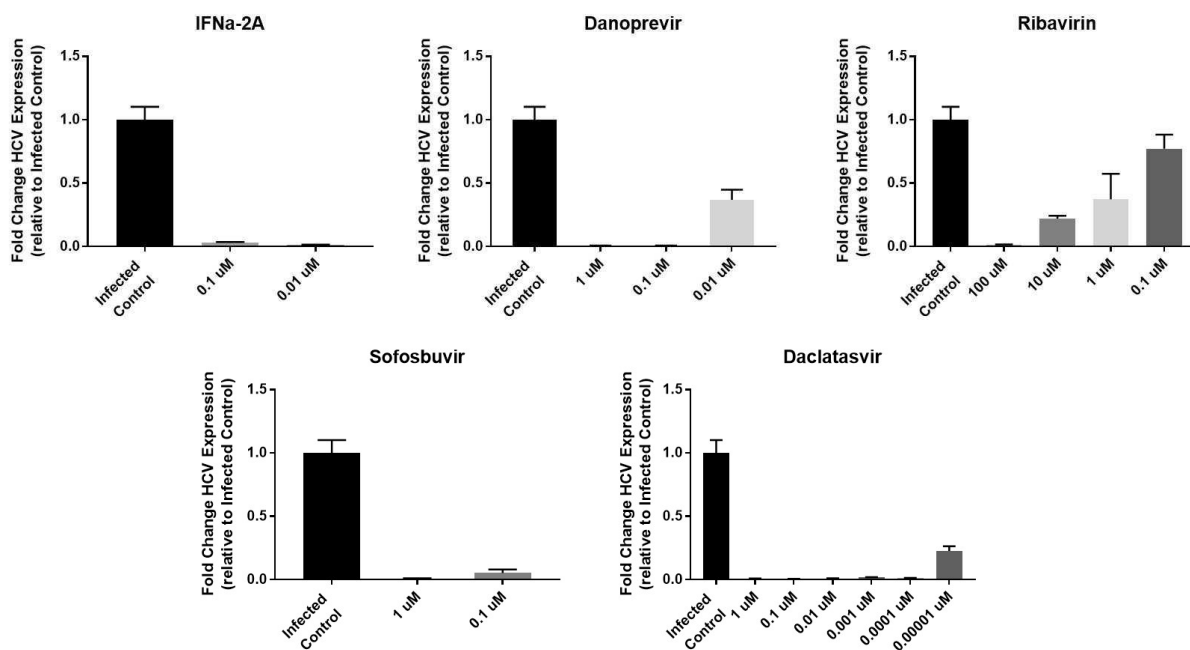 IFNa-2A
Fold Change HCV Expression
(relative to Infected Control)
1.5
1.0
0.5
0.0
Infected
Control
0.1 uM
0.01 uM
Danoprevir
Fold Change HCV Expression
(relative to Infected Control)
1.5
1.0
0.5
0.0
Infected
Control
1 uM
0.1 uM
0.01 uM
Ribavirin
Fold Change HCV Expression
(relative to Infected Control)
1.5
1.0
0.5
0.0
Infected
Control
100 uM
10 uM
1 uM
0.1 uM
Sofosbuvir
Fold Change HCV Expression
(relative to Infected Control)
1.5
1.0
0.5
0.0
Infected
Control
1 uM
0.1 uM
Daclatasvir
Fold Change HCV Expression
(relative to Infected Control)
1.5
1.0
0.5
0.0
Infected
Control
1 uM
0.1 uM
0.01 uM
0.001 uM
0.0001 uM
0.00001 uM